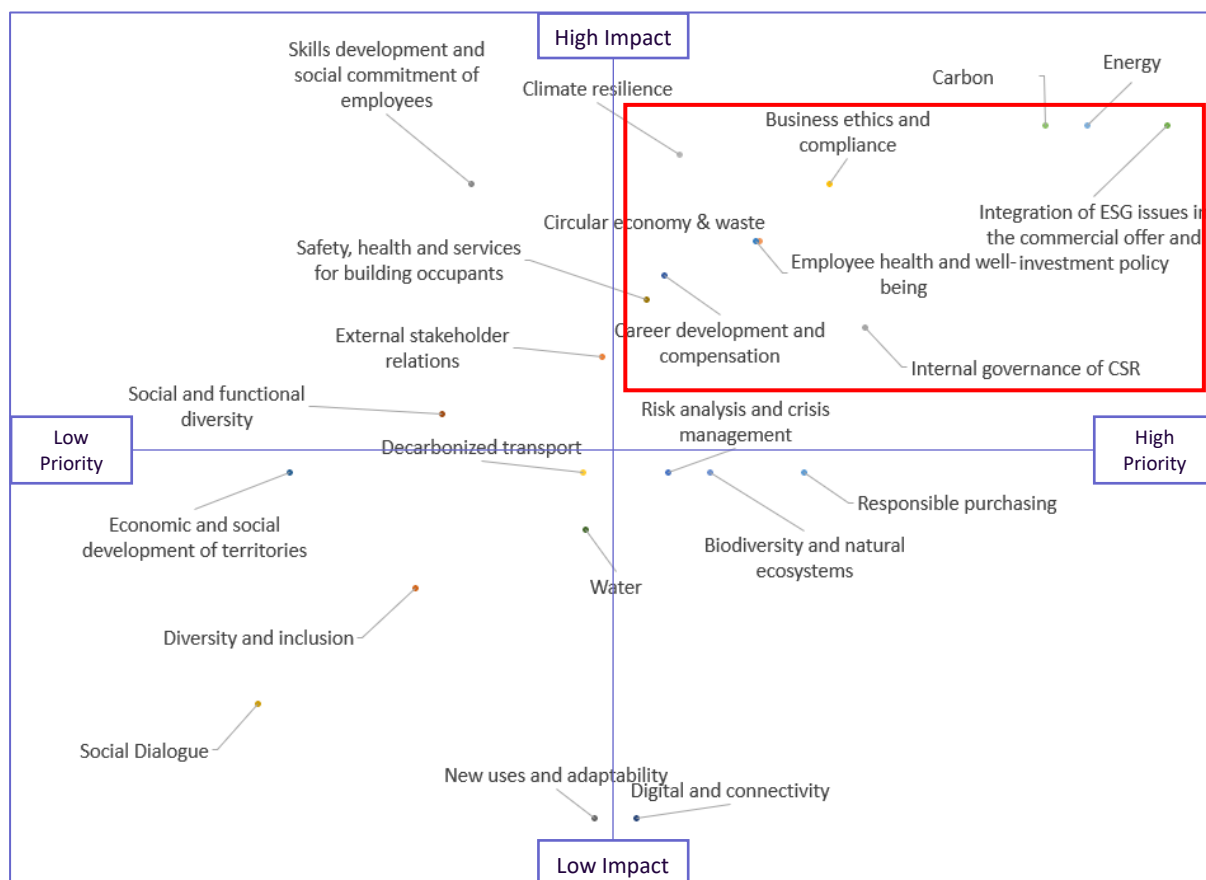 High Impact
Skills development and
social commitment of
employees
Climate resilience
Carbon
Energy
Business ethics and
compliance
Circular economy & waste
Integration of ESG issues in
the commercial offer and
investment policy
Safety, health and services
for building occupants
Employee health and well-
being
External stakeholder
relations
Career development and
compensation
Internal governance of CSR
Social and functional
diversity
Risk analysis and crisis
management
Low
Priority
Decarbonized transport
High
Priority
Economic and social
development of territories
Responsible purchasing
Biodiversity and natural
ecosystems
Water
Diversity and inclusion
Social Dialogue
New uses and adaptability
Digital and connectivity
Low Impact